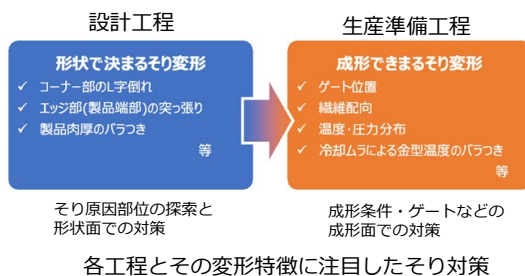 設計工程
形状で決まるそり変形
✓ コーナー部のL字倒れ
✓ エッジ部(製品端部)の突っ張り
✓ 製品肉厚のバラつき
等
そり原因部位の探索と
形状面での対策
生産準備工程
成形できまるそり変形
✓ ゲート位置
✓ 繊維配向
✓ 温度・圧力分布
✓ 冷却ムラによる金型温度のバラつき
等
成形条件・ゲートなどの
成形面での対策
各工程とその変形特徴に注目したそり対策